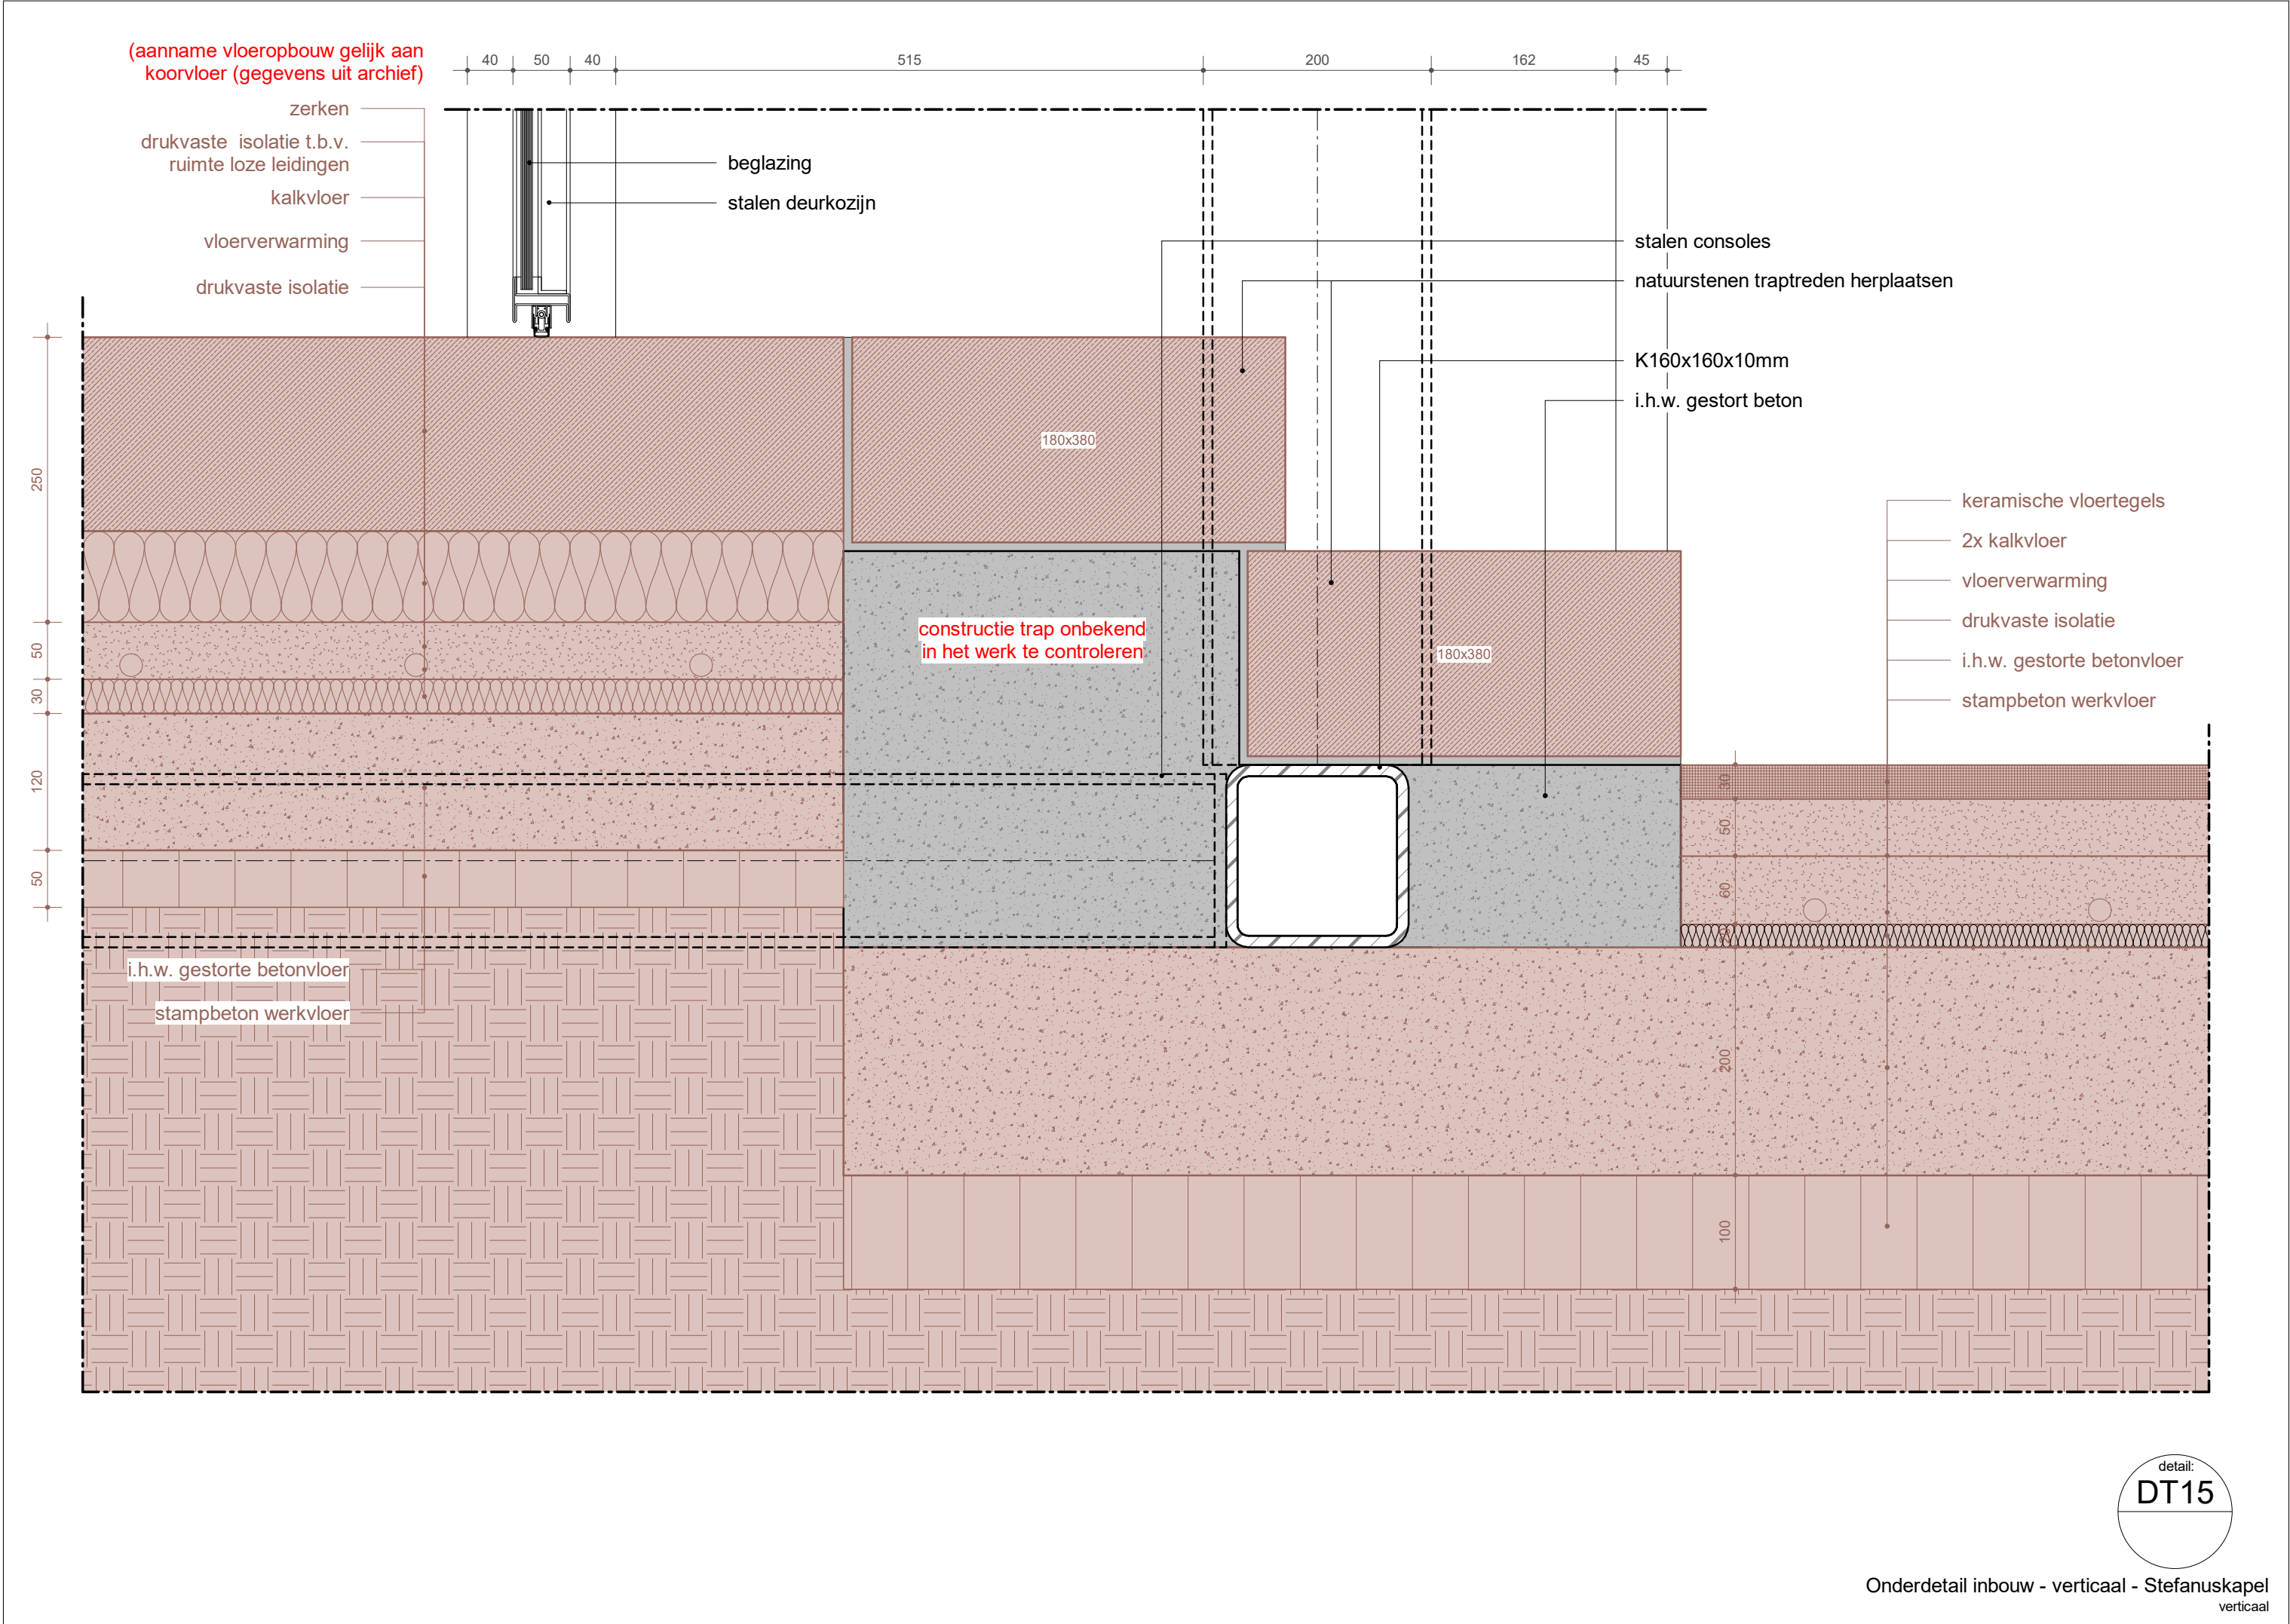 (aanname vloeropbouw gelijk aan
koorvloer (gegevens uit archief)
40
50
40
515
200
162
45
zerken
drukvaste isolatie t.b.v.
ruimte loze leidingen
kalkvloer
vloerverwarming
drukvaste isolatie
beglazing
stalen deurkozijn
stalen consoles
natuurstenen traptreden herplaatsen
K160x160x10mm
i.h.w. gestort beton
180x380
180x380
constructie trap onbekend
in het werk te controleren
keramische vloertegels
2x kalkvloer
vloerverwarming
drukvaste isolatie
i.h.w. gestorte betonvloer
stampbeton werkvloer
250
50
30
120
50
30
50
60
20
200
100
i.h.w. gestorte betonvloer
stampbeton werkvloer
detail:
DT15
Onderdetail inbouw - verticaal - Stefanuskapel
verticaal